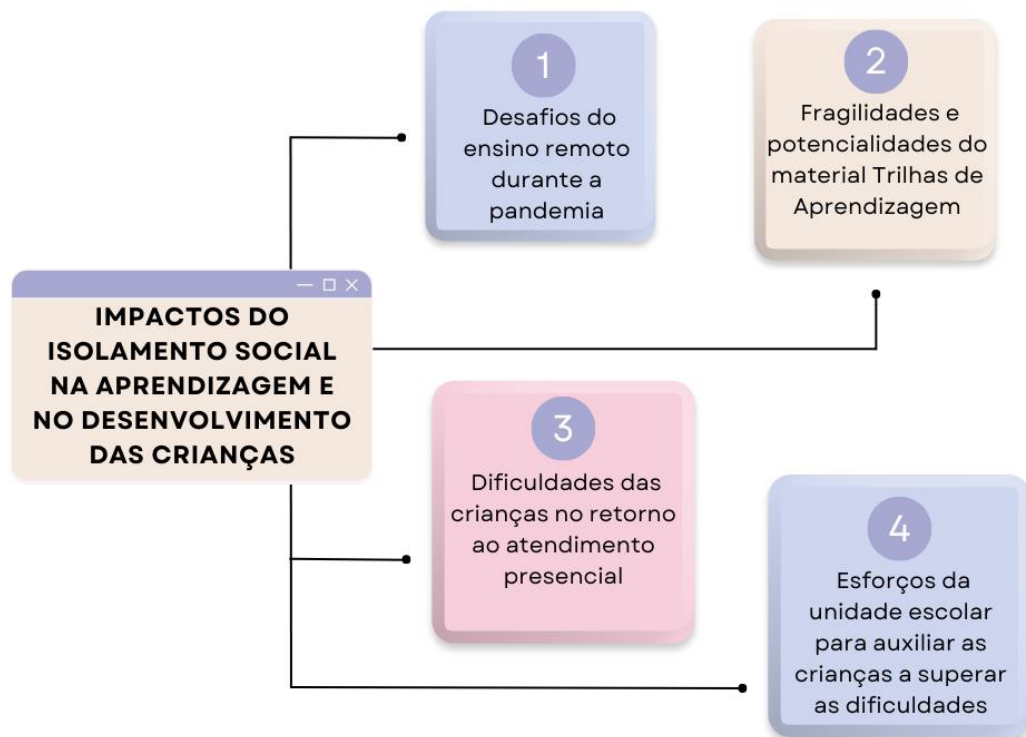 1
Desafios do
ensino remoto
durante a
pandemia
2
Fragilidades e
potencialidades do
material Trilhas de
Aprendizagem
IMPACTOS DO
ISOLAMENTO SOCIAL
NA APRENDIZAGEM E
NO DESENVOLVIMENTO
DAS CRIANÇAS
3
Dificuldades das
crianças no retorno
ao atendimento
presencial
4
Esforços da
unidade escolar
para auxiliar as
crianças a superar
as dificuldades